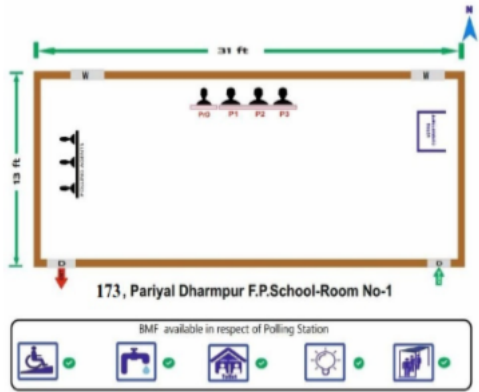 N
31 ft
W
W
PrO P1 P2 P3
13 ft
D
D
173, Pariyal Dharmpur F.P.School-Room No-1
BMF available in respect of Polling Station
Toilet